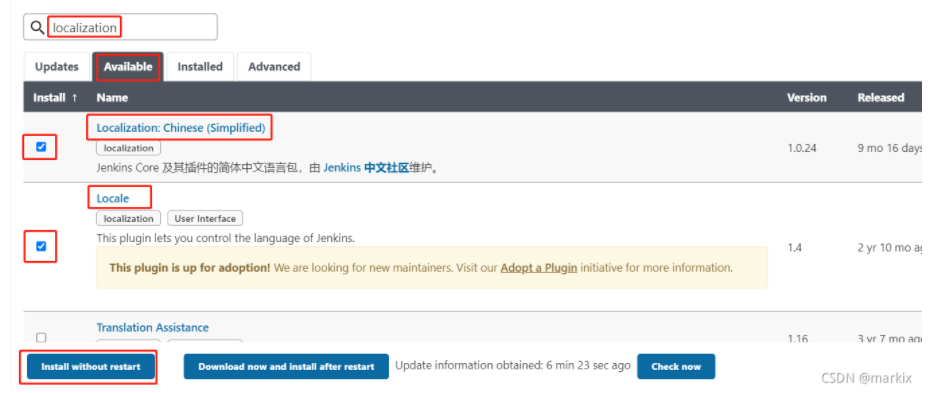 localization
Updates Available Installed Advanced
Install ↑ Name Version Released
Localization: Chinese (Simplified)
localization
Jenkins Core 及其插件的简体中文语言包，由 Jenkins 中文社区维护。
1.0.24 9 mo 16 days
Locale
localization User Interface
This plugin lets you control the language of Jenkins.
This plugin is up for adoption! We are looking for new maintainers. Visit our Adopt a Plugin initiative for more information.
1.4 2 yr 10 mo
Translation Assistance
1.16 3 yr 7 mo
Install without restart Download now and install after restart Update information obtained: 6 min 23 sec ago Check now
CSDN @markix